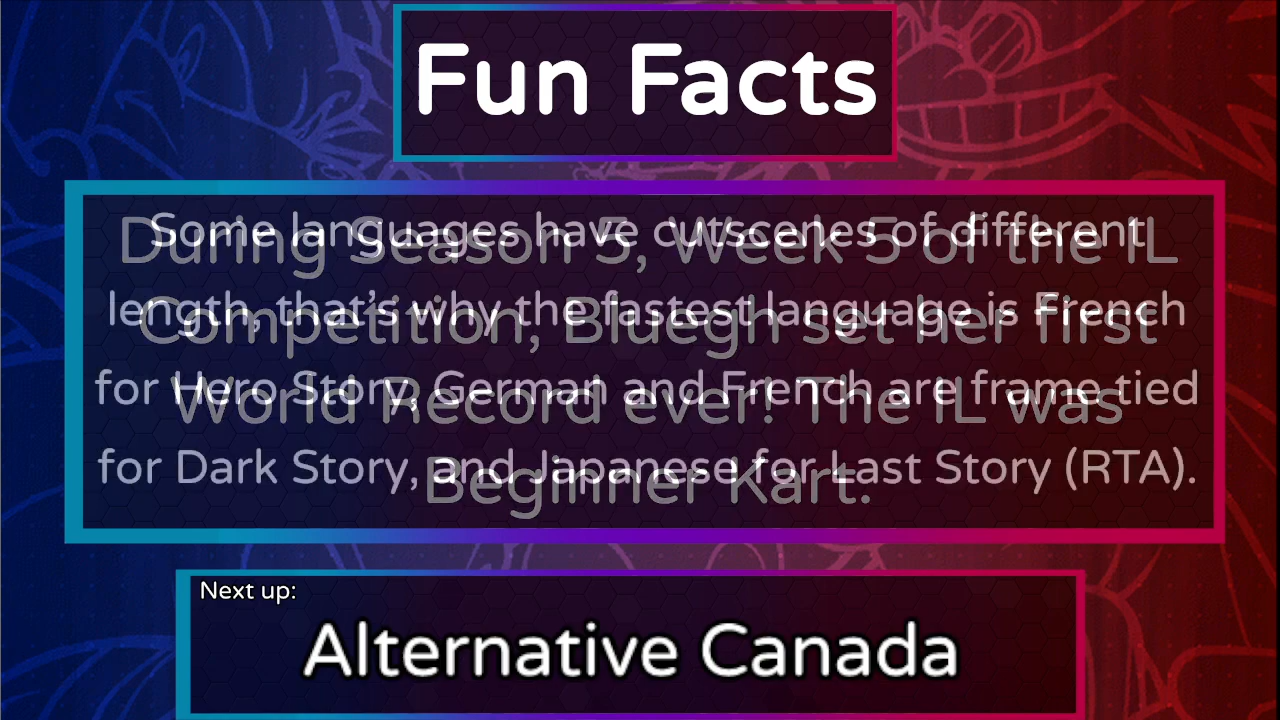 Fun Facts
Some languages have cutscenes of different
length, that's why the fastest language is French
for Hero Story, German and French are frame tied
for Dark Story, and Japanese for Last Story (RTA).
During Season 5, Week 5 of the IL
Competition, Bluegh set her first
World Record ever! The IL was
Beginner Kart.
Next up:
Alternative Canada